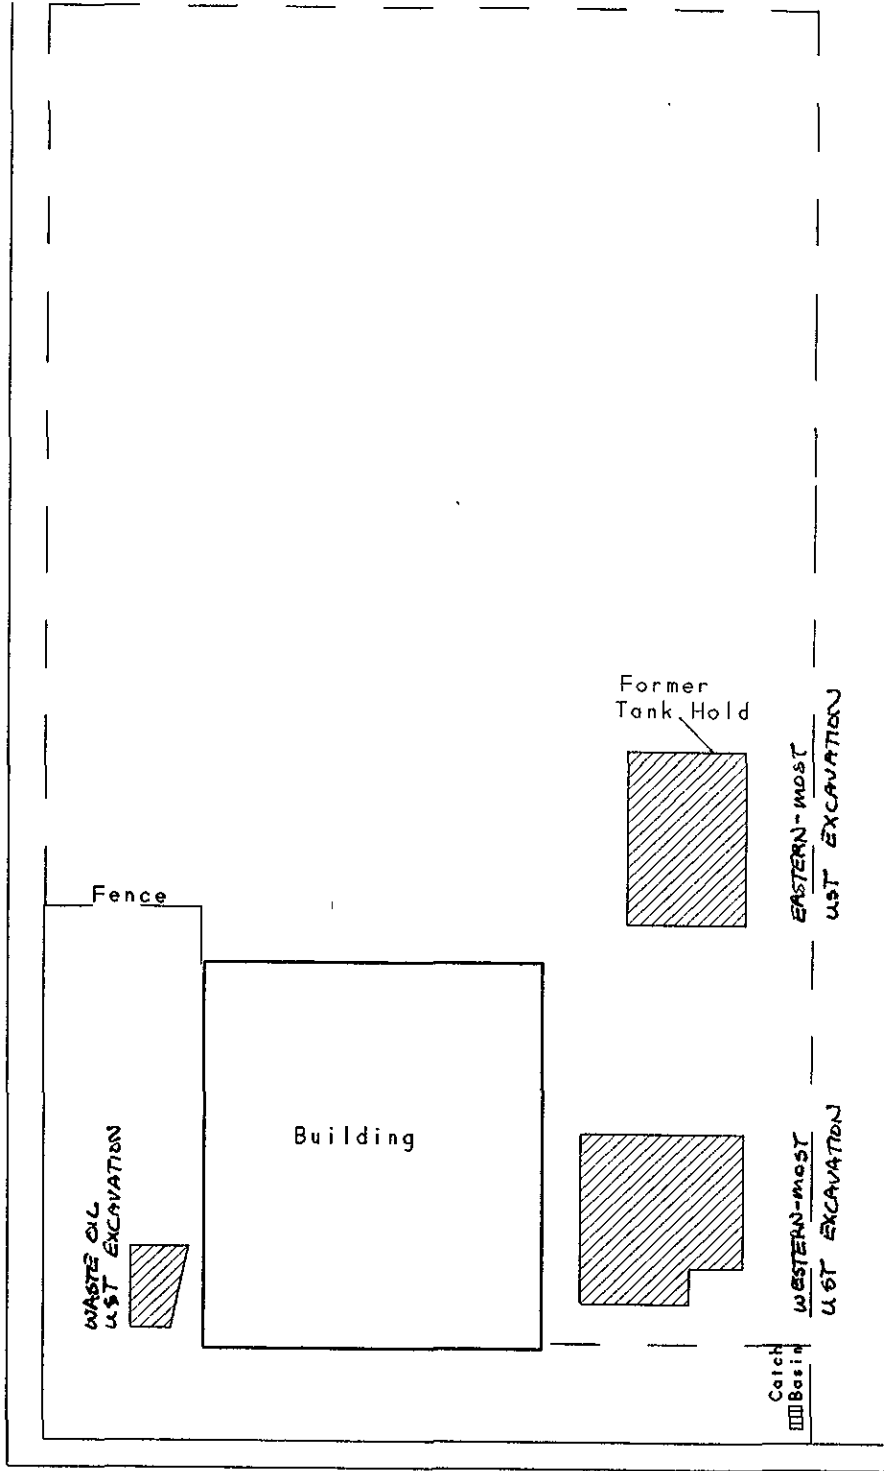 Former
Tank Hold
EASTERN-MOST
UST EXCAVATION
Fence
Building
WASTE OIL
UST EXCAVATION
WESTERN-MOST
UST EXCAVATION
Catch
Basin